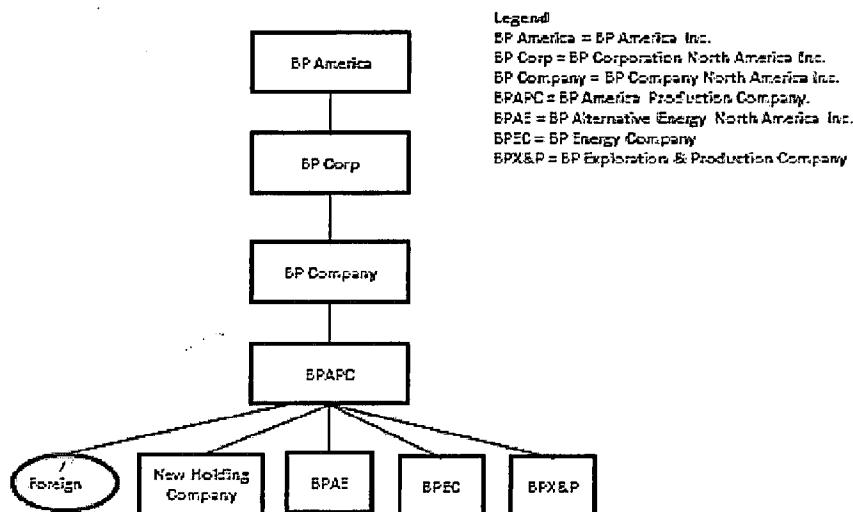 Legend
BP America = BP America Inc.
BP Corp = BP Corporation North America Inc.
BP Company = BP Company North America Inc.
BPAPC = BP America Production Company.
BPAE = BP Alternative Energy North America Inc.
BPEC = BP Energy Company
BPX&P = BP Exploration & Production Company
BP America
BP Corp
BP Company
BPAPC
Foreign
New Holding
Company
BPAE
BPEC
BPX&P